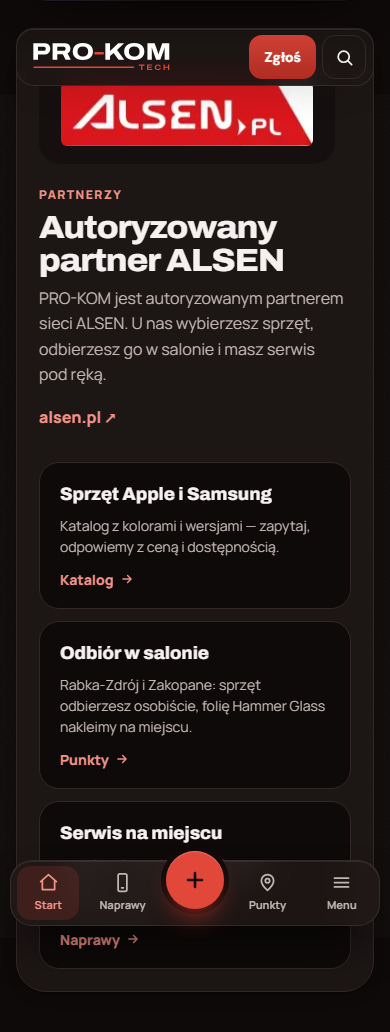 PRO-KOM
TECH
Zgłoś
ALSEN.PL
PARTNERZY
Autoryzowany
partner ALSEN
PRO-KOM jest autoryzowanym partnerem
sieci ALSEN. U nas wybierzesz sprzęt,
odbierzesz go w salonie i masz serwis
pod ręką.
alsen.pl ↗
Sprzęt Apple i Samsung
Katalog z kolorami i wersjami — zapytaj,
odpowiemy z ceną i dostępnością.
Katalog →
Odbiór w salonie
Rabka-Zdrój i Zakopane: sprzęt
odbierzesz osobiście, folię Hammer Glass
nakleimy na miejscu.
Punkty →
Serwis na miejscu
Start
Naprawy
+
Punkty
Menu
Naprawy →